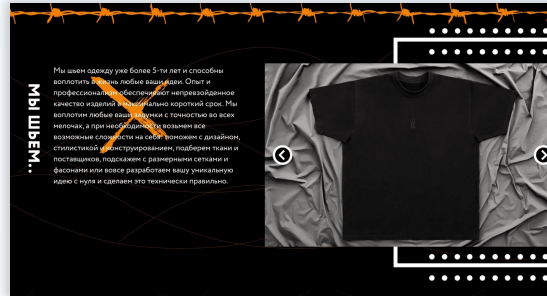 Мы шьем..
Мы шьем одежду уже более 5-ти лет и способны
воплотить в жизнь любые ваши идеи. Опыт и
профессионализм обеспечивают непревзойденное
качество изделий в максимально короткий срок. Мы
воплотим любые ваши задумки с точностью во всех
мелочах, а при необходимости возьмем все
возможные сложности на себя: поможем с дизайном,
стилистикой и конструированием, подберем ткани и
поставщиков, подскажем с размерными сетками и
фасонами или вовсе разработаем вашу уникальную
идею с нуля и сделаем это технически правильно.